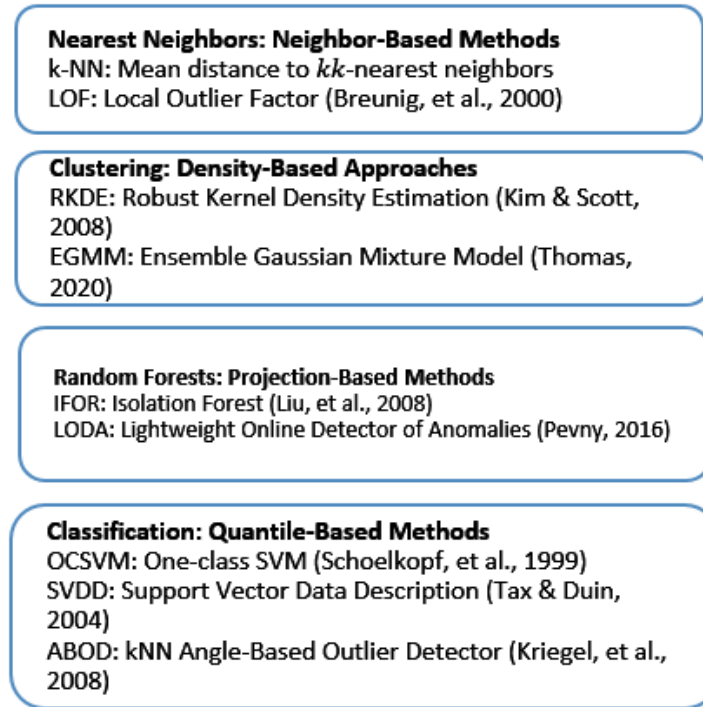 Nearest Neighbors: Neighbor-Based Methods
k-NN: Mean distance to 𝑘𝑘-nearest neighbors
LOF: Local Outlier Factor (Breunig, et al., 2000)
Clustering: Density-Based Approaches
RKDE: Robust Kernel Density Estimation (Kim & Scott,
2008)
EGMM: Ensemble Gaussian Mixture Model (Thomas,
2020)
Random Forests: Projection-Based Methods
IFOR: Isolation Forest (Liu, et al., 2008)
LODA: Lightweight Online Detector of Anomalies (Pevny, 2016)
Classification: Quantile-Based Methods
OCSVM: One-class SVM (Schoelkopf, et al., 1999)
SVDD: Support Vector Data Description (Tax & Duin,
2004)
ABOD: kNN Angle-Based Outlier Detector (Kriegel, et al.,
2008)